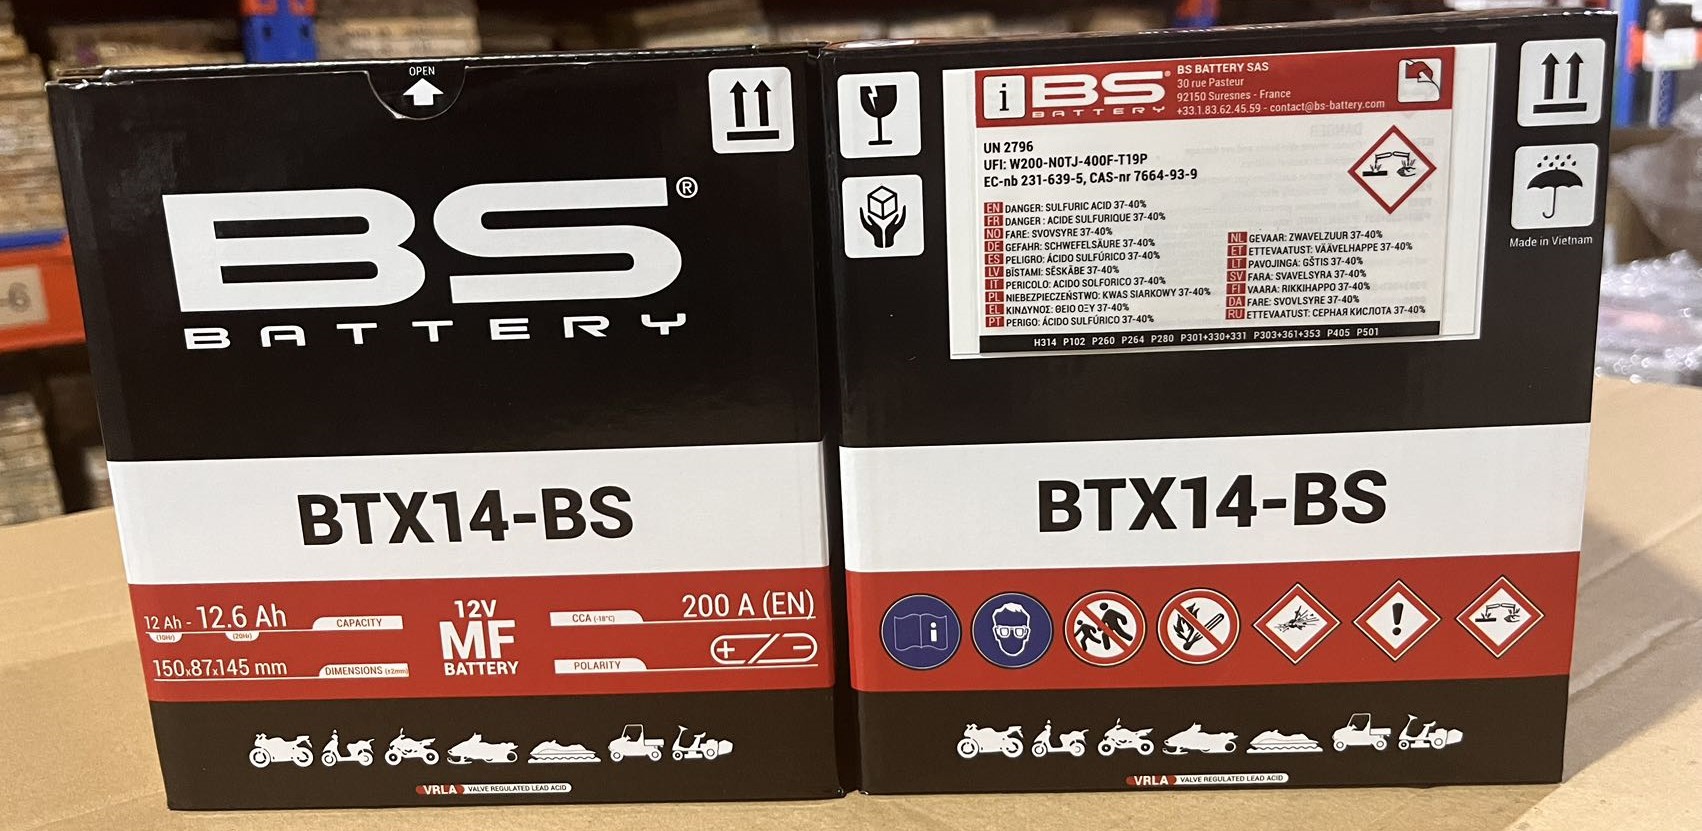 OPEN
BS®
BATTERY
BTX14-BS
12 Ah - 12.6 Ah
(10Hr) (20Hr)
CAPACITY
150x87x145 mm
DIMENSIONS (±2mm)
12V
MF
BATTERY
CCA (-18°C)
200 A (EN)
POLARITY
+ -
VRLA VALVE REGULATED LEAD ACID
i BS®
BATTERY
BS BATTERY SAS
30 rue Pasteur
92150 Suresnes - France
+33.1.83.62.45.59 - contact@bs-battery.com
UN 2796
UFI: W200-N0TJ-400F-T19P
EC-nb 231-639-5, CAS-nr 7664-93-9
EN DANGER: SULFURIC ACID 37-40%
FR DANGER : ACIDE SULFURIQUE 37-40%
NO FARE: SVOVSYRE 37-40%
DE GEFAHR: SCHWEFELSÄURE 37-40%
ES PELIGRO: ÁCIDO SULFÚRICO 37-40%
LV BĪSTAMI: SĒSKĀBE 37-40%
IT PERICOLO: ACIDO SOLFORICO 37-40%
PL NIEBEZPIECZEŃSTWO: KWAS SIARKOWY 37-40%
EL ΚΙΝΔΥΝΟΣ: ΘΕΙΟ ΟΞΥ 37-40%
PT PERIGO: ÁCIDO SULFÚRICO 37-40%
NL GEVAAR: ZWAVELZUUR 37-40%
ET ETTEVAATUST: VÄÄVELHAPPE 37-40%
LT PAVOJINGA: GŠTIS 37-40%
SV FARA: SVAVELSYRA 37-40%
FI VAARA: RIKKIHAPPO 37-40%
DA FARE: SVOVLSYRE 37-40%
RU ETTEVAATUST: СЕРНАЯ КИСЛОТА 37-40%
H314 P102 P260 P264 P280 P301+330+331 P303+361+353 P405 P501
Made in Vietnam
BTX14-BS
i
!
VRLA VALVE REGULATED LEAD ACID
-6